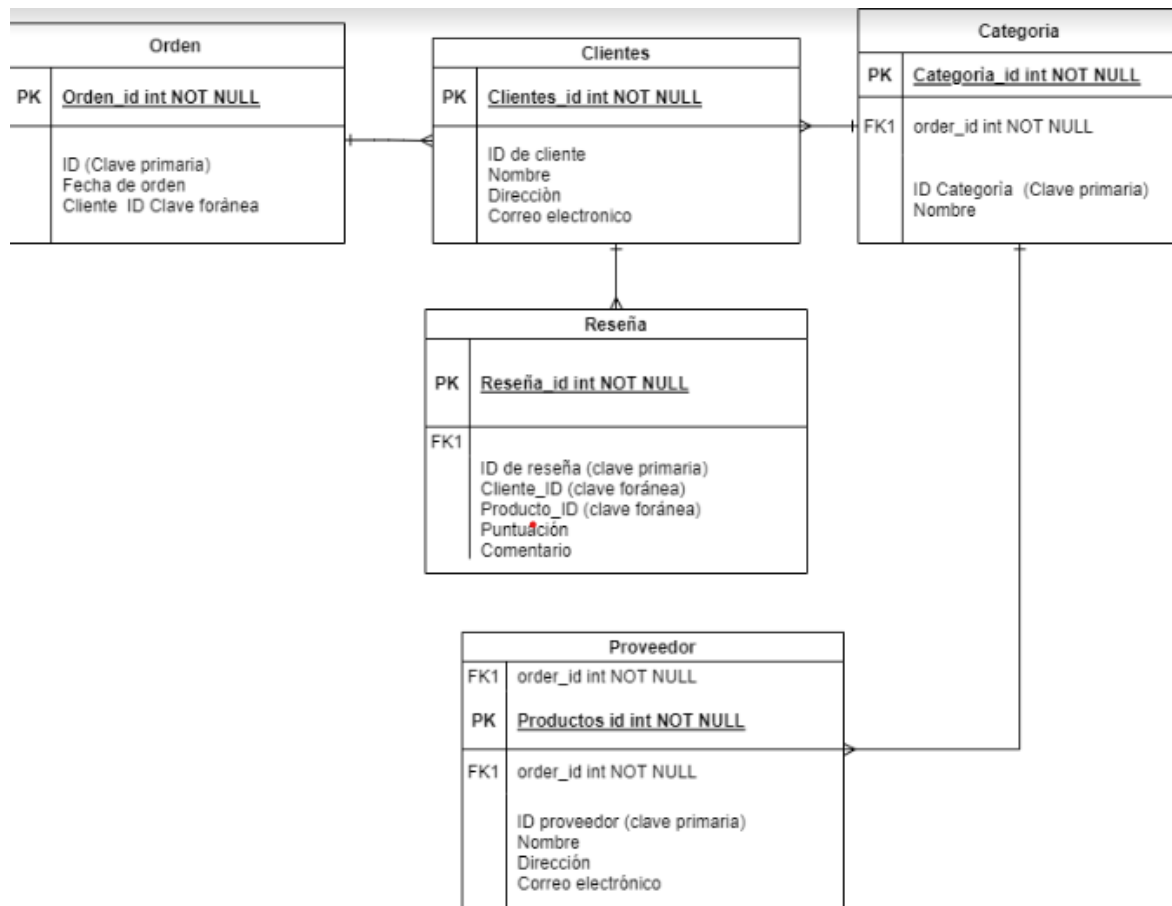 Orden
PK Orden_id int NOT NULL
ID (Clave primaria)
Fecha de orden
Cliente ID Clave forànea
Clientes
PK Clientes_id int NOT NULL
ID de cliente
Nombre
Direcciòn
Correo electronico
Categoria
PK Categoria_id int NOT NULL
FK1 order_id int NOT NULL
ID Categorìa (Clave primaria)
Nombre
Reseña
PK Reseña_id int NOT NULL
FK1
ID de reseña (clave primaria)
Cliente_ID (clave foránea)
Producto_ID (clave foránea)
Puntuación
Comentario
Proveedor
FK1 order_id int NOT NULL
PK Productos id int NOT NULL
FK1 order_id int NOT NULL
ID proveedor (clave primaria)
Nombre
Dirección
Correo electrónico